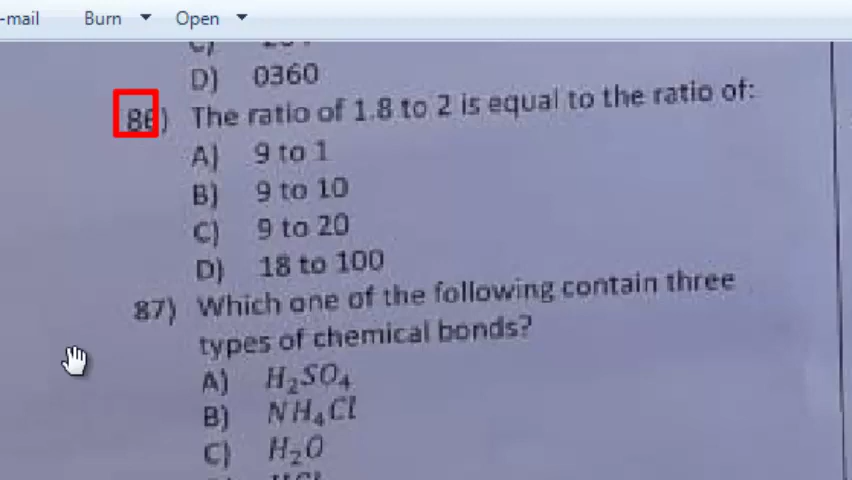 -mail Burn Open
D) 0360
86) The ratio of 1.8 to 2 is equal to the ratio of:
A) 9 to 1
B) 9 to 10
C) 9 to 20
D) 18 to 100
87) Which one of the following contain three
types of chemical bonds?
A) H₂SO₄
B) NH₄Cl
C) H₂O